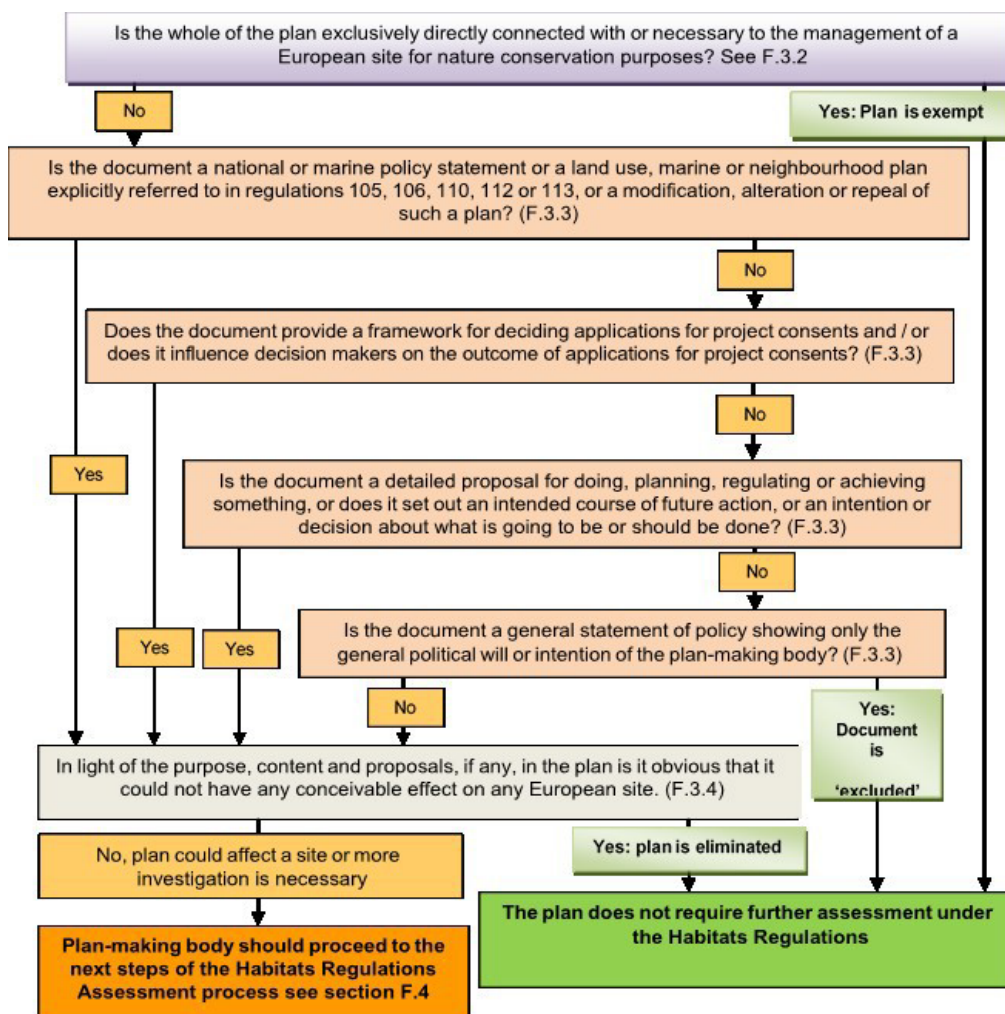 Is the whole of the plan exclusively directly connected with or necessary to the management of a
European site for nature conservation purposes? See F.3.2
No
Yes: Plan is exempt
Is the document a national or marine policy statement or a land use, marine or neighbourhood plan
explicitly referred to in regulations 105, 106, 110, 112 or 113, or a modification, alteration or repeal of
such a plan? (F.3.3)
No
Does the document provide a framework for deciding applications for project consents and / or
does it influence decision makers on the outcome of applications for project consents? (F.3.3)
No
Yes
Is the document a detailed proposal for doing, planning, regulating or achieving
something, or does it set out an intended course of future action, or an intention or
decision about what is going to be or should be done? (F.3.3)
No
Is the document a general statement of policy showing only the
general political will or intention of the plan-making body? (F.3.3)
Yes
Yes
No
Yes:
Document
is
'excluded'
In light of the purpose, content and proposals, if any, in the plan is it obvious that it
could not have any conceivable effect on any European site. (F.3.4)
No, plan could affect a site or more
investigation is necessary
Yes: plan is eliminated
Plan-making body should proceed to the
next steps of the Habitats Regulations
Assessment process see section F.4
The plan does not require further assessment under
the Habitats Regulations